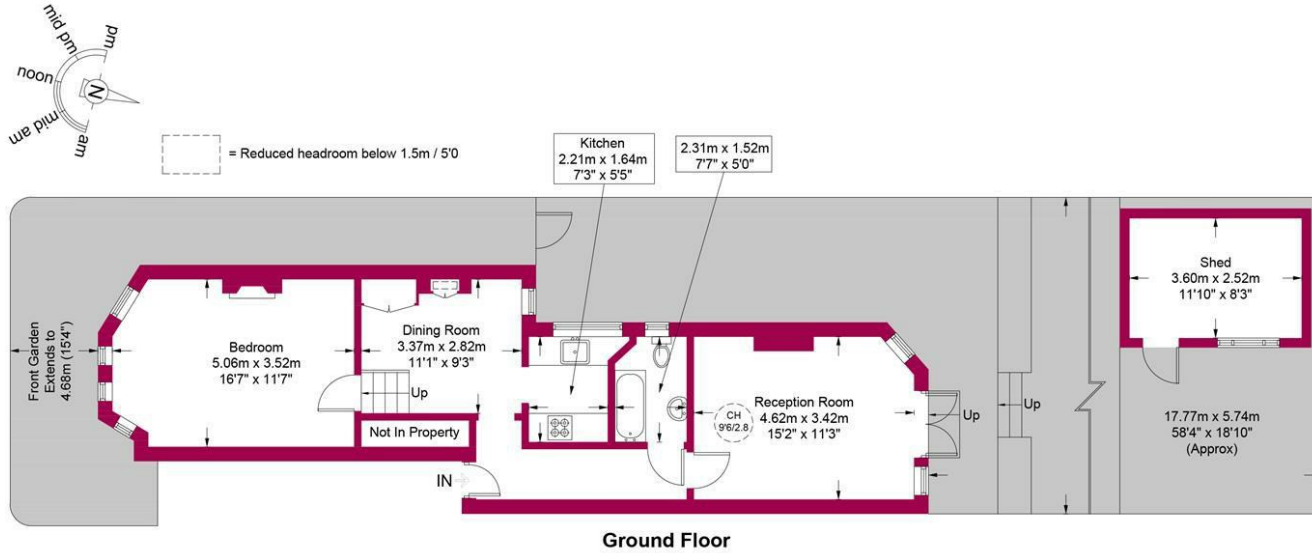 mid pm
pm
noon
N
mid am
am
= Reduced headroom below 1.5m / 5'0
Kitchen
2.21m x 1.64m
7'3" x 5'5"
2.31m x 1.52m
7'7" x 5'0"
Front Garden
Extends to
4.68m (15'4")
Bedroom
5.06m x 3.52m
16'7" x 11'7"
Dining Room
3.37m x 2.82m
11'1" x 9'3"
Up
Not In Property
IN
CH
9'6/2.8
Reception Room
4.62m x 3.42m
15'2" x 11'3"
Up
Up
Shed
3.60m x 2.52m
11'10" x 8'3"
17.77m x 5.74m
58'4" x 18'10"
(Approx)
Ground Floor